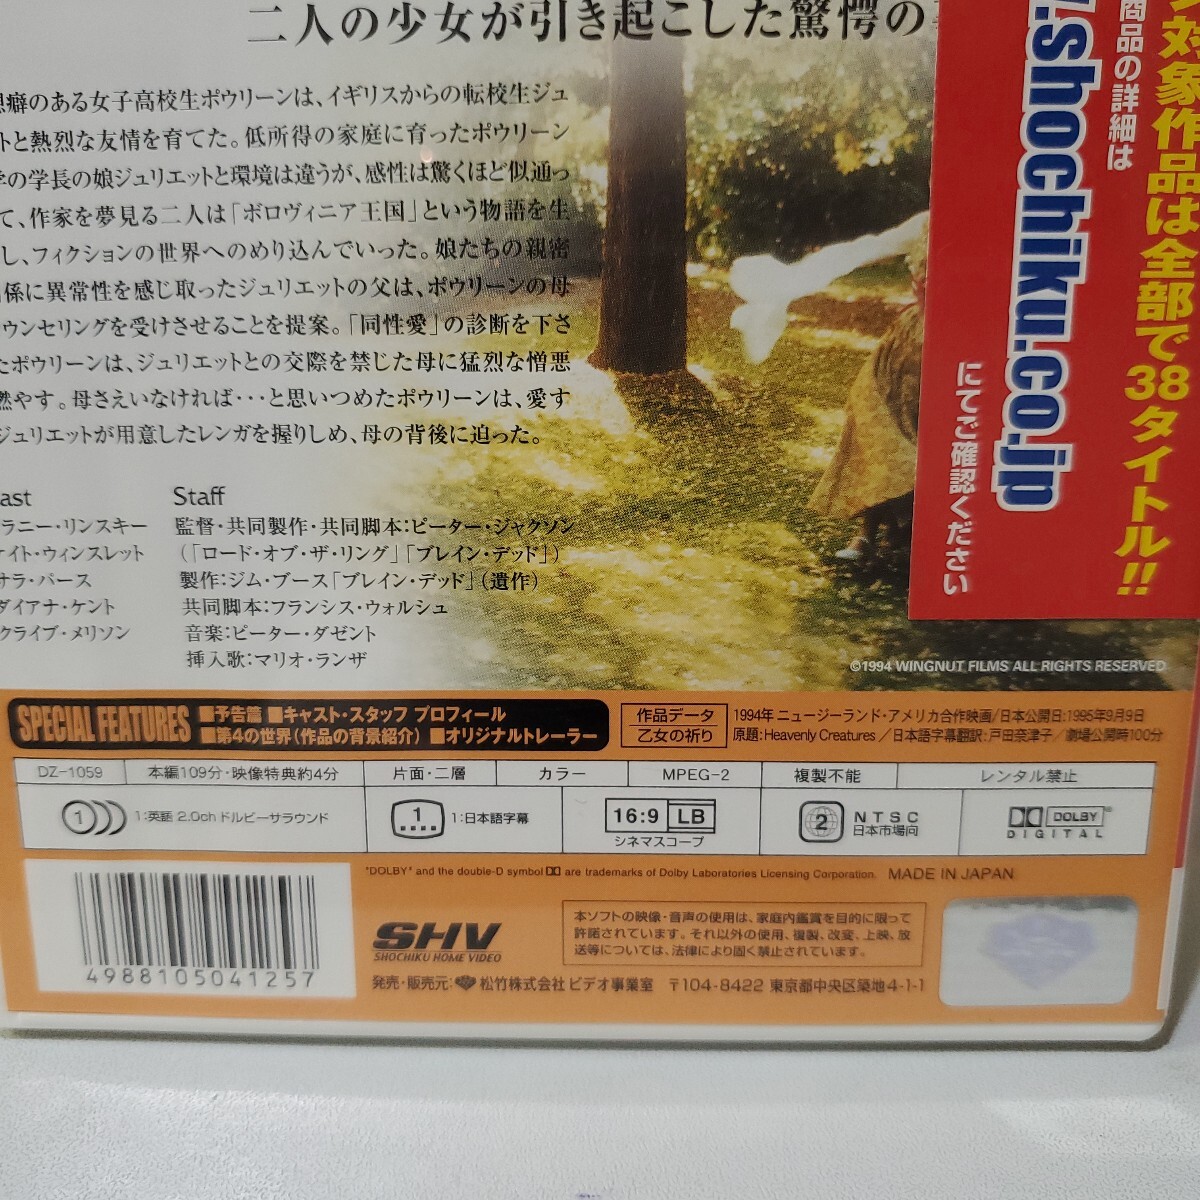 二人の少女が引き起こした驚愕の
癖のある女子高校生ポウリーンは、イギリスからの転校生ジュ
トと熱烈な友情を育てた。低所得の家庭に育ったポウリーン
の学長の娘ジュリエットと環境は違うが、感性は驚くほど似通っ
て、作家を夢見る二人は「ボロヴィニア王国」という物語を生
し、フィクションの世界へのめり込んでいった。娘たちの親密
係に異常性を感じ取ったジュリエットの父は、ポウリーンの母
ウンセリングを受けさせることを提案。「同性愛」の診断を下さ
たポウリーンは、ジュリエットとの交際を禁じた母に猛烈な憎悪
燃やす。母さえいなければ・・・と思いつめたポウリーンは、愛す
ジュリエットが用意したレンガを握りしめ、母の背後に迫った。
ast
ラニー・リンスキー
ケイト・ウィンスレット
サラ・パース
ダイアナ・ケント
クライブ・メリソン
Staff
監督・共同製作・共同脚本:ピーター・ジャクソン
(「ロード・オブ・ザ・リング」「ブレイン・デッド」)
製作:ジム・ブース「ブレイン・デッド」(遺作)
共同脚本:フランシス・ウォルシュ
音楽:ピーター・ダゼント
挿入歌:マリオ・ランザ
対象作品は全部で38タイトル!!
商品の詳細は
.shochiku.co.jp
にてご確認ください
©1994 WINGNUT FILMS ALL RIGHTS RESERVED
SPECIAL FEATURES
■予告篇 ■キャスト・スタッフ プロフィール
■第4の世界(作品の背景紹介) ■オリジナルトレーラー
作品データ
乙女の祈り
1994年 ニュージーランド・アメリカ合作映画/日本公開日:1995年9月9日
原題:Heavenly Creatures/日本語字幕翻訳:戸田奈津子/劇場公開時100分
DZ-1059
本編109分・映像特典約4分
片面・二層
カラー
MPEG-2
複製不能
レンタル禁止
1
1:英語 2.0ch ドルビーサラウンド
1
1:日本語字幕
16:9 LB
シネマスコープ
2
NTSC
日本市場向
DOLBY
DIGITAL
"DOLBY" and the double-D symbol are trademarks of Dolby Laboratories Licensing Corporation.
MADE IN JAPAN
4988105041257
SHV
SHOCHIKU HOME VIDEO
本ソフトの映像・音声の使用は、家庭内鑑賞を目的に限って
許諾されています。それ以外の使用、複製、改変、上映、放
送等については、法律により固く禁止されています。
発売・販売元: 松竹株式会社 ビデオ事業室 〒104-8422 東京都中央区築地4-1-1